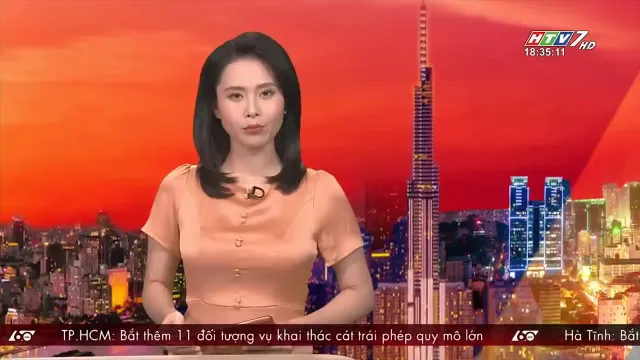 HTV7 HD
18:35:11
TP.HCM: Bắt thêm 11 đối tượng vụ khai thác cát trái phép quy mô lớn
Hà Tĩnh: Bắt